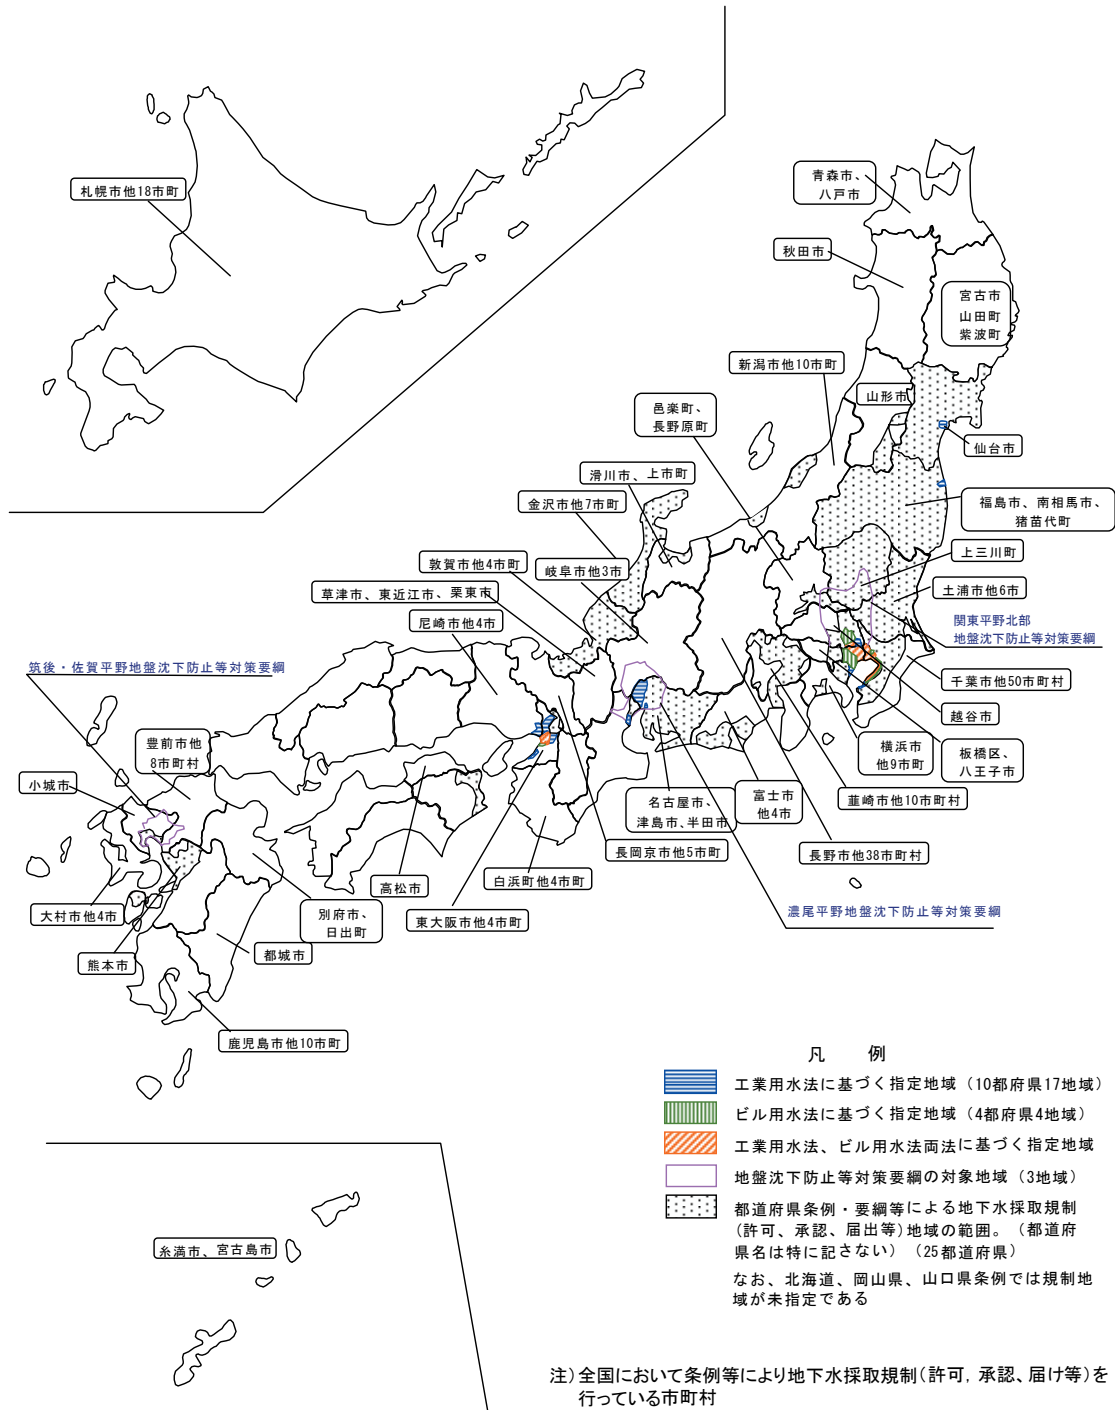 札幌市他18市町
青森市、
八戸市
秋田市
宮古市
山田町
紫波町
新潟市他10市町
山形市
邑楽町、
長野原町
仙台市
滑川市、上市町
金沢市他7市町
福島市、南相馬市、
猪苗代町
敦賀市他4市町
岐阜市他3市
上三川町
草津市、東近江市、栗東市
土浦市他6市
尼崎市他4市
関東平野北部
地盤沈下防止等対策要綱
筑後・佐賀平野地盤沈下防止等対策要綱
千葉市他50市町村
越谷市
豊前市他
8市町村
横浜市
他9市町
板橋区、
八王子市
小城市
名古屋市、
津島市、半田市
富士市
他4市
韮崎市他10市町村
長岡京市他5市町
長野市他38市町村
白浜町他4市町
高松市
大村市他4市
別府市、
日出町
東大阪市他4市町
濃尾平野地盤沈下防止等対策要綱
熊本市
都城市
鹿児島市他10市町
凡　例
工業用水法に基づく指定地域（10都府県17地域）
ビル用水法に基づく指定地域（4都府県4地域）
工業用水法、ビル用水法両法に基づく指定地域
地盤沈下防止等対策要綱の対象地域（3地域）
都道府県条例・要綱等による地下水採取規制
（許可、承認、届出等）地域の範囲。（都道府
県名は特に記さない）（25都道府県）
なお、北海道、岡山県、山口県条例では規制地
域が未指定である
糸満市、宮古島市
注）全国において条例等により地下水採取規制（許可，承認、届け等）を
行っている市町村